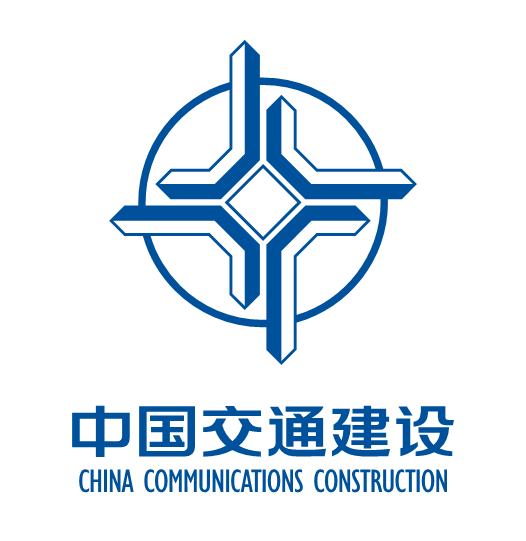 中国交通建设
CHINA COMMUNICATIONS CONSTRUCTION